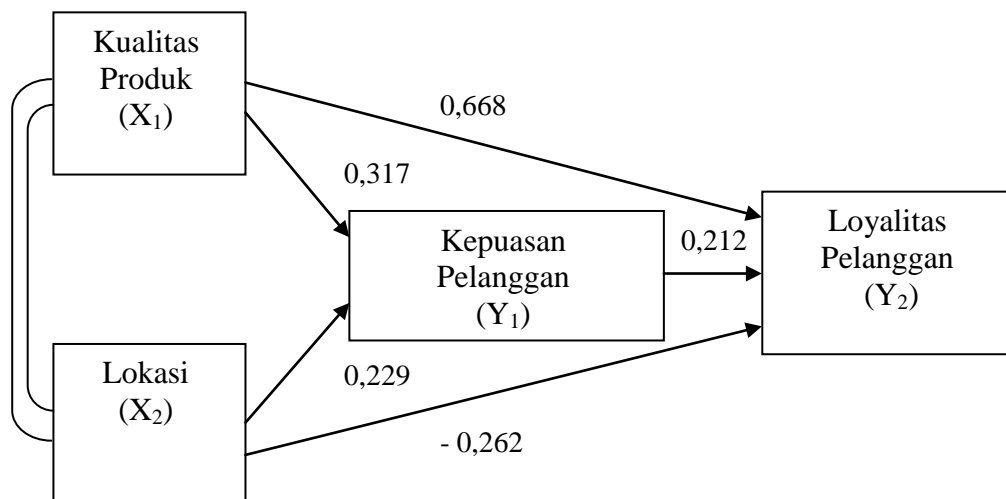 Kualitas
Produk
(X₁)
0,668
0,317
Kepuasan
Pelanggan
(Y₁)
0,212
Loyalitas
Pelanggan
(Y₂)
Lokasi
(X₂)
0,229
- 0,262